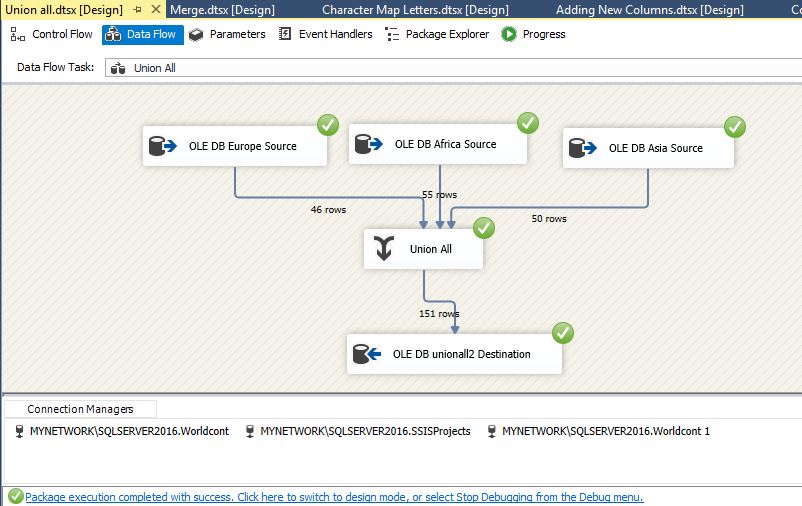 Union all.dtsx [Design] Merge.dtsx [Design] Character Map Letters.dtsx [Design] Adding New Columns.dtsx [Design] Co
Control Flow Data Flow Parameters Event Handlers Package Explorer Progress
Data Flow Task: Union All
OLE DB Europe Source OLE DB Africa Source OLE DB Asia Source
46 rows 55 rows 50 rows
Union All
151 rows
OLE DB unionall2 Destination
Connection Managers
MYNETWORK\SQLSERVER2016.Worldcont MYNETWORK\SQLSERVER2016.SSISProjects MYNETWORK\SQLSERVER2016.Worldcont 1
Package execution completed with success. Click here to switch to design mode, or select Stop Debugging from the Debug menu.